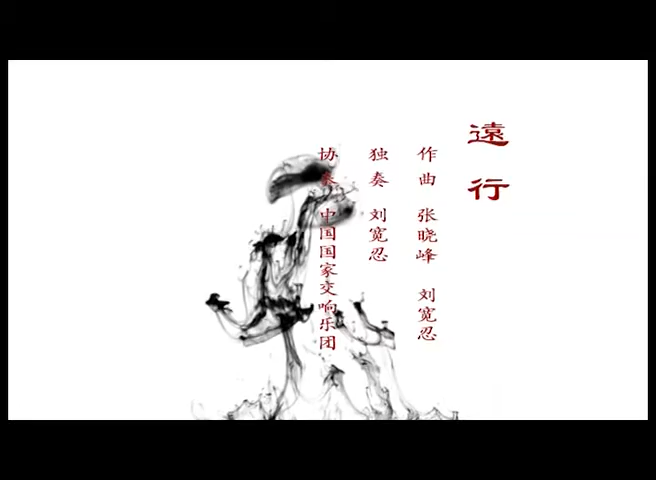 遠行
作曲 张晓峰 刘宽忍
独奏 刘宽忍
协奏 中国国家交响乐团